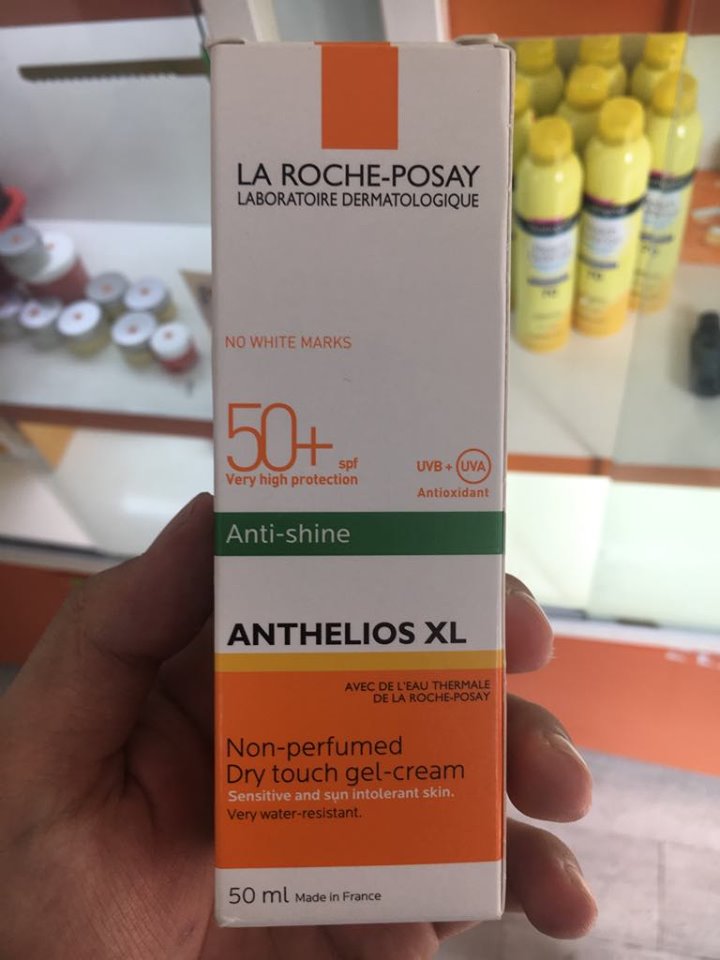 LA ROCHE-POSAY
LABORATOIRE DERMATOLOGIQUE
NO WHITE MARKS
50+ spf
Very high protection
UVB + UVA
Antioxidant
Anti-shine
ANTHELIOS XL
AVEC DE L'EAU THERMALE
DE LA ROCHE-POSAY
Non-perfumed
Dry touch gel-cream
Sensitive and sun intolerant skin.
Very water-resistant.
50 ml Made in France